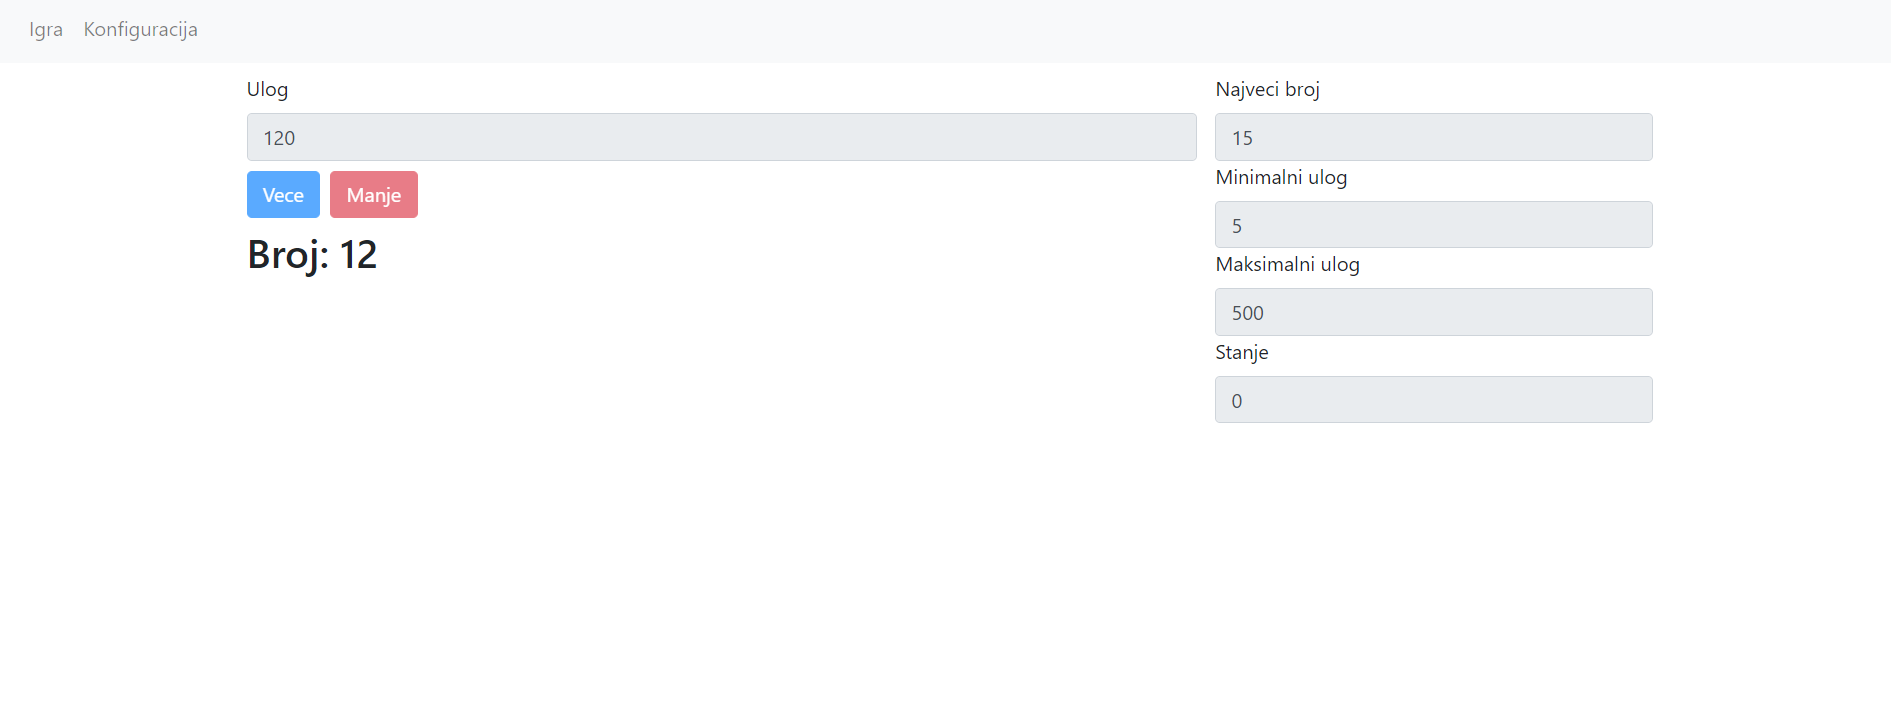 Igra Konfiguracija
Ulog
120
Vece Manje
Broj: 12
Najveci broj
15
Minimalni ulog
5
Maksimalni ulog
500
Stanje
0